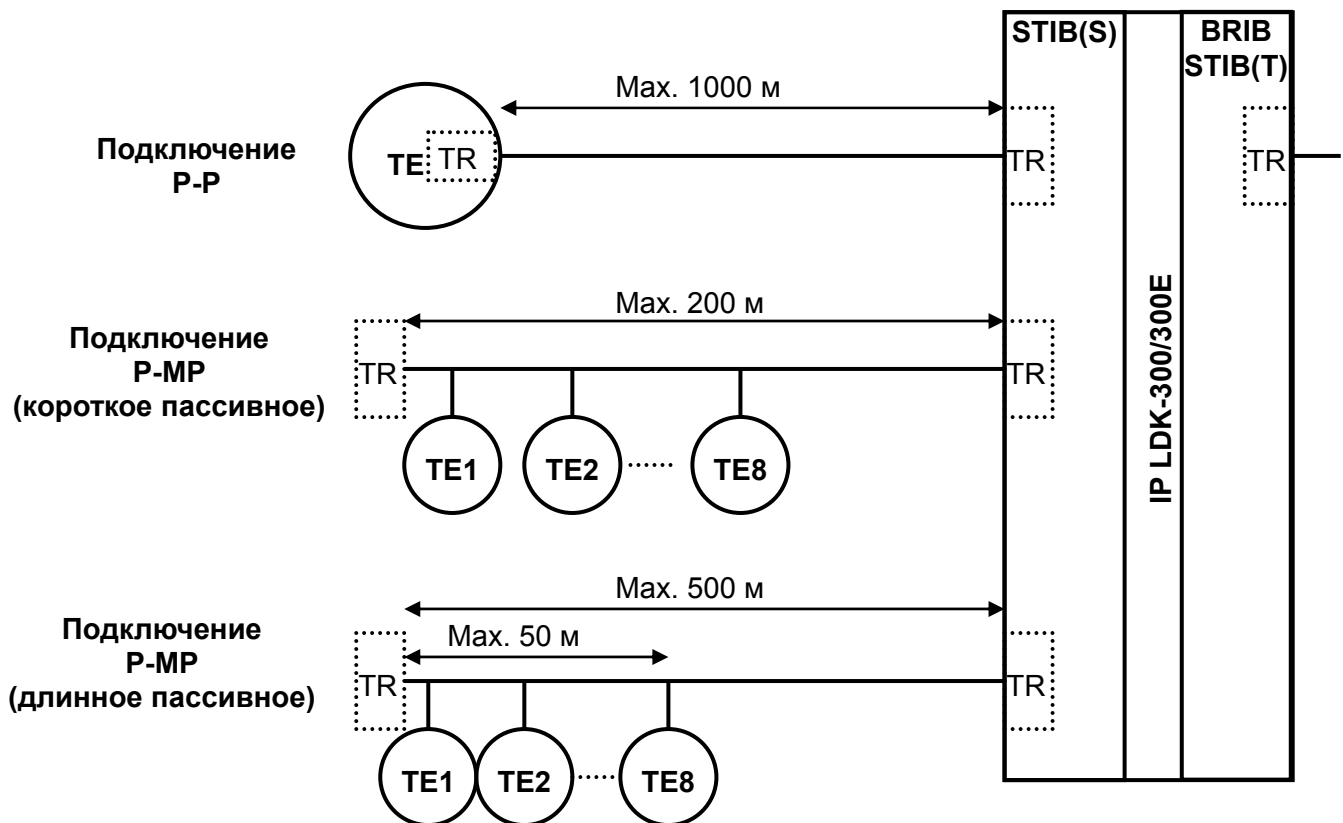 STIB(S)
BRIB
STIB(T)
Max. 1000 м
Подключение
P-P
TE
TR
TR
TR
IP LDK-300/300E
Max. 200 м
Подключение
P-MP
(короткое пассивное)
TR
TR
TE1
TE2
......
TE8
Max. 500 м
Подключение
P-MP
(длинное пассивное)
Max. 50 м
TR
TR
TE1
TE2
......
TE8